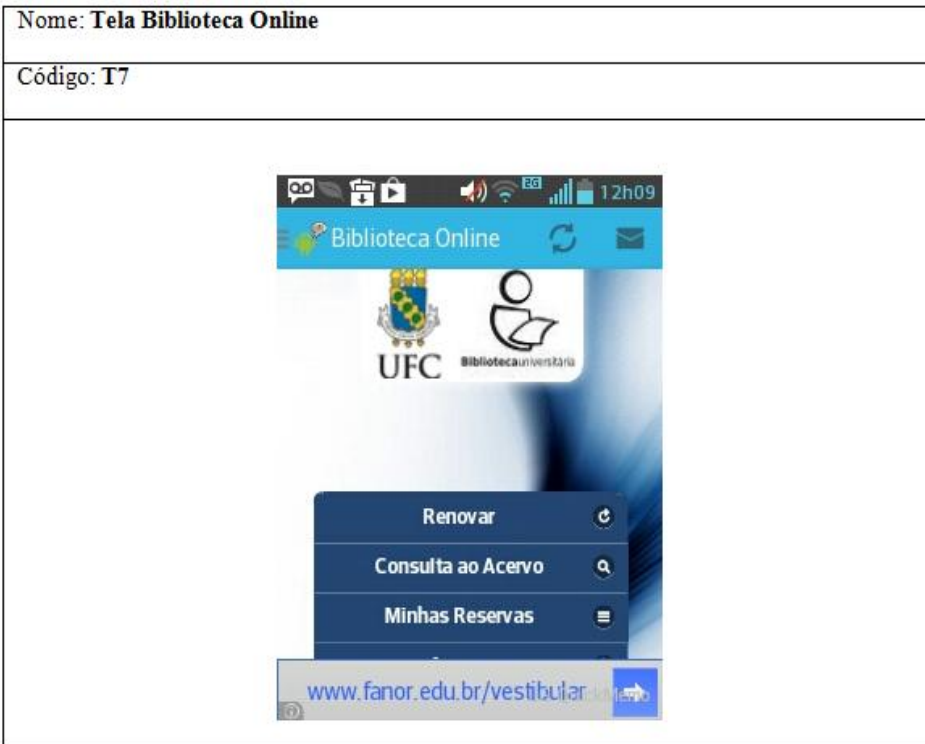 Nome: Tela Biblioteca Online
Código: T7
2G 12h09
Biblioteca Online
UFC Bibliotecauniversitária
Renovar
Consulta ao Acervo
Minhas Reservas
www.fanor.edu.br/vestibular